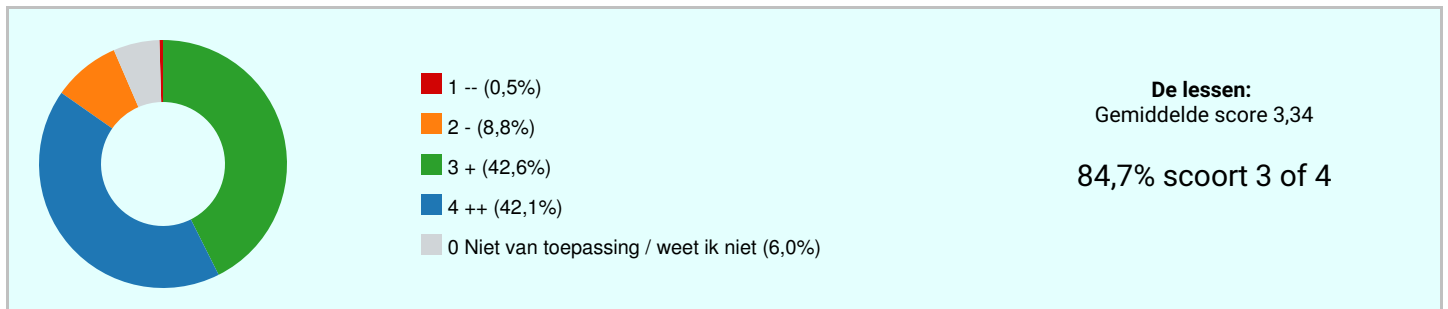 1 -- (0,5%)
2 - (8,8%)
3 + (42,6%)
4 ++ (42,1%)
0 Niet van toepassing / weet ik niet (6,0%)
De lessen:
Gemiddelde score 3,34
84,7% scoort 3 of 4